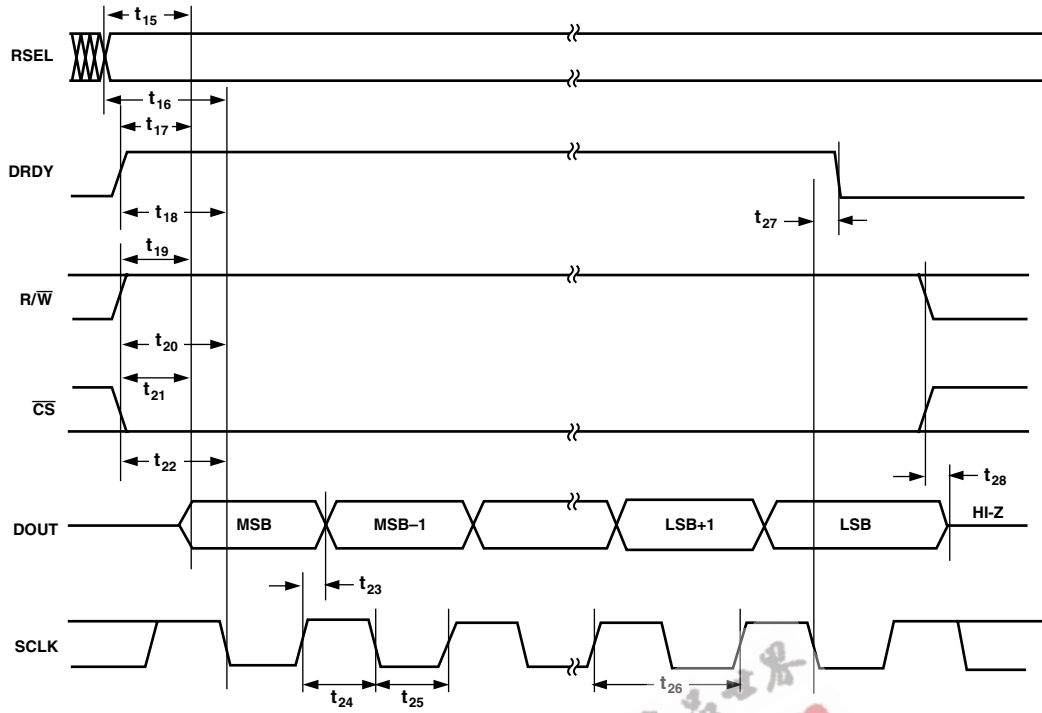 t15
RSEL
t16
t17
DRDY
t18
t27
t19
R/W̅
t20
t21
C̅S̅
t22
t28
DOUT
MSB
MSB–1
LSB+1
LSB
HI-Z
t23
SCLK
t24
t25
t26